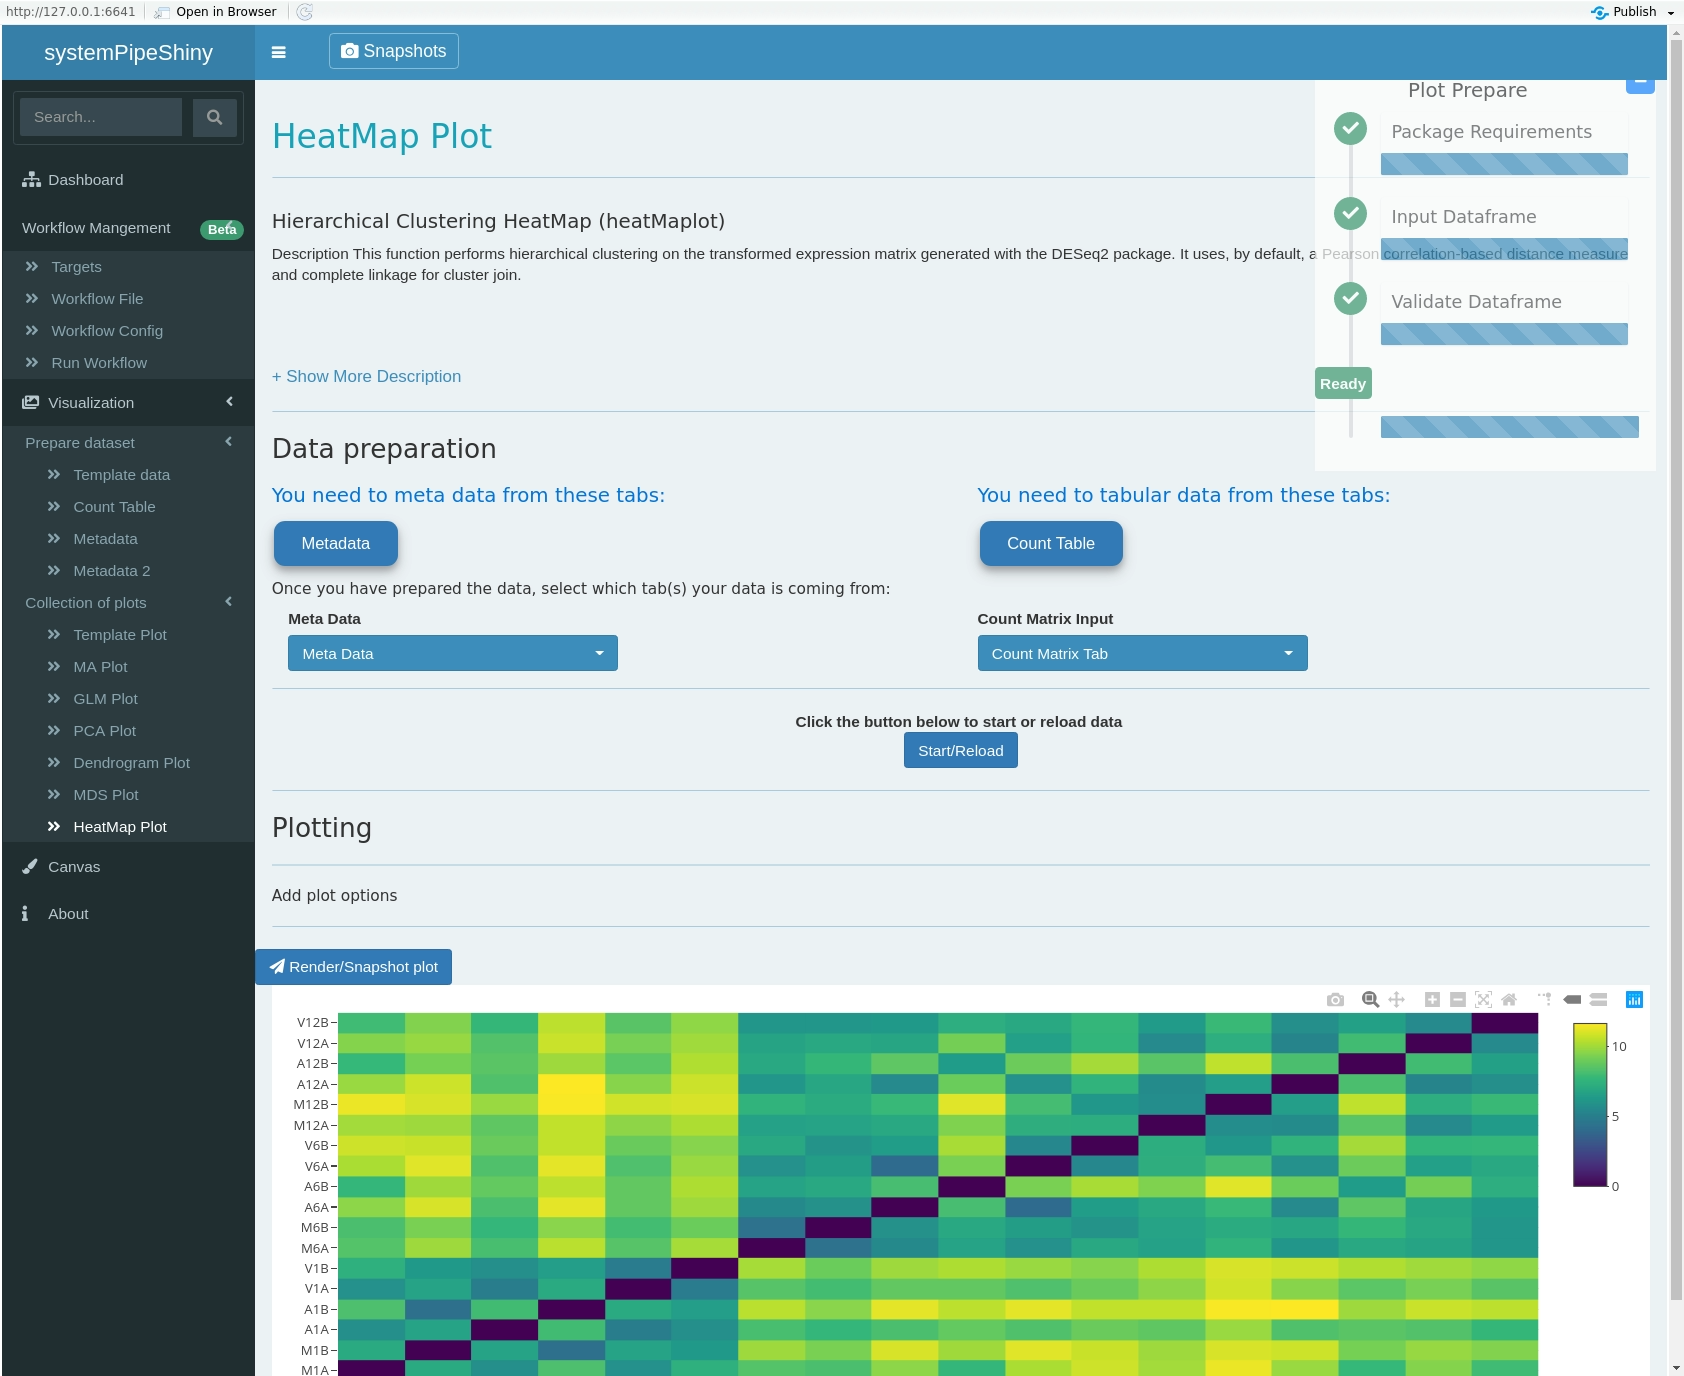 http://127.0.0.1:6641
Open in Browser
Publish
systemPipeShiny
Snapshots
Search...
Dashboard
Workflow Mangement
Beta
Targets
Workflow File
Workflow Config
Run Workflow
Visualization
Prepare dataset
Template data
Count Table
Metadata
Metadata 2
Collection of plots
Template Plot
MA Plot
GLM Plot
PCA Plot
Dendrogram Plot
MDS Plot
HeatMap Plot
Canvas
About
HeatMap Plot
Hierarchical Clustering HeatMap (heatMaplot)
Description This function performs hierarchical clustering on the transformed expression matrix generated with the DESeq2 package. It uses, by default, a Pearson correlation-based distance measure
and complete linkage for cluster join.
+ Show More Description
Plot Prepare
Package Requirements
Input Dataframe
Validate Dataframe
Ready
Data preparation
You need to meta data from these tabs:
You need to tabular data from these tabs:
Metadata
Count Table
Once you have prepared the data, select which tab(s) your data is coming from:
Meta Data
Count Matrix Input
Meta Data
Count Matrix Tab
Click the button below to start or reload data
Start/Reload
Plotting
Add plot options
Render/Snapshot plot
V12B
V12A
A12B
A12A
M12B
M12A
V6B
V6A
A6B
A6A
M6B
M6A
V1B
V1A
A1B
A1A
M1B
M1A
10
5
0